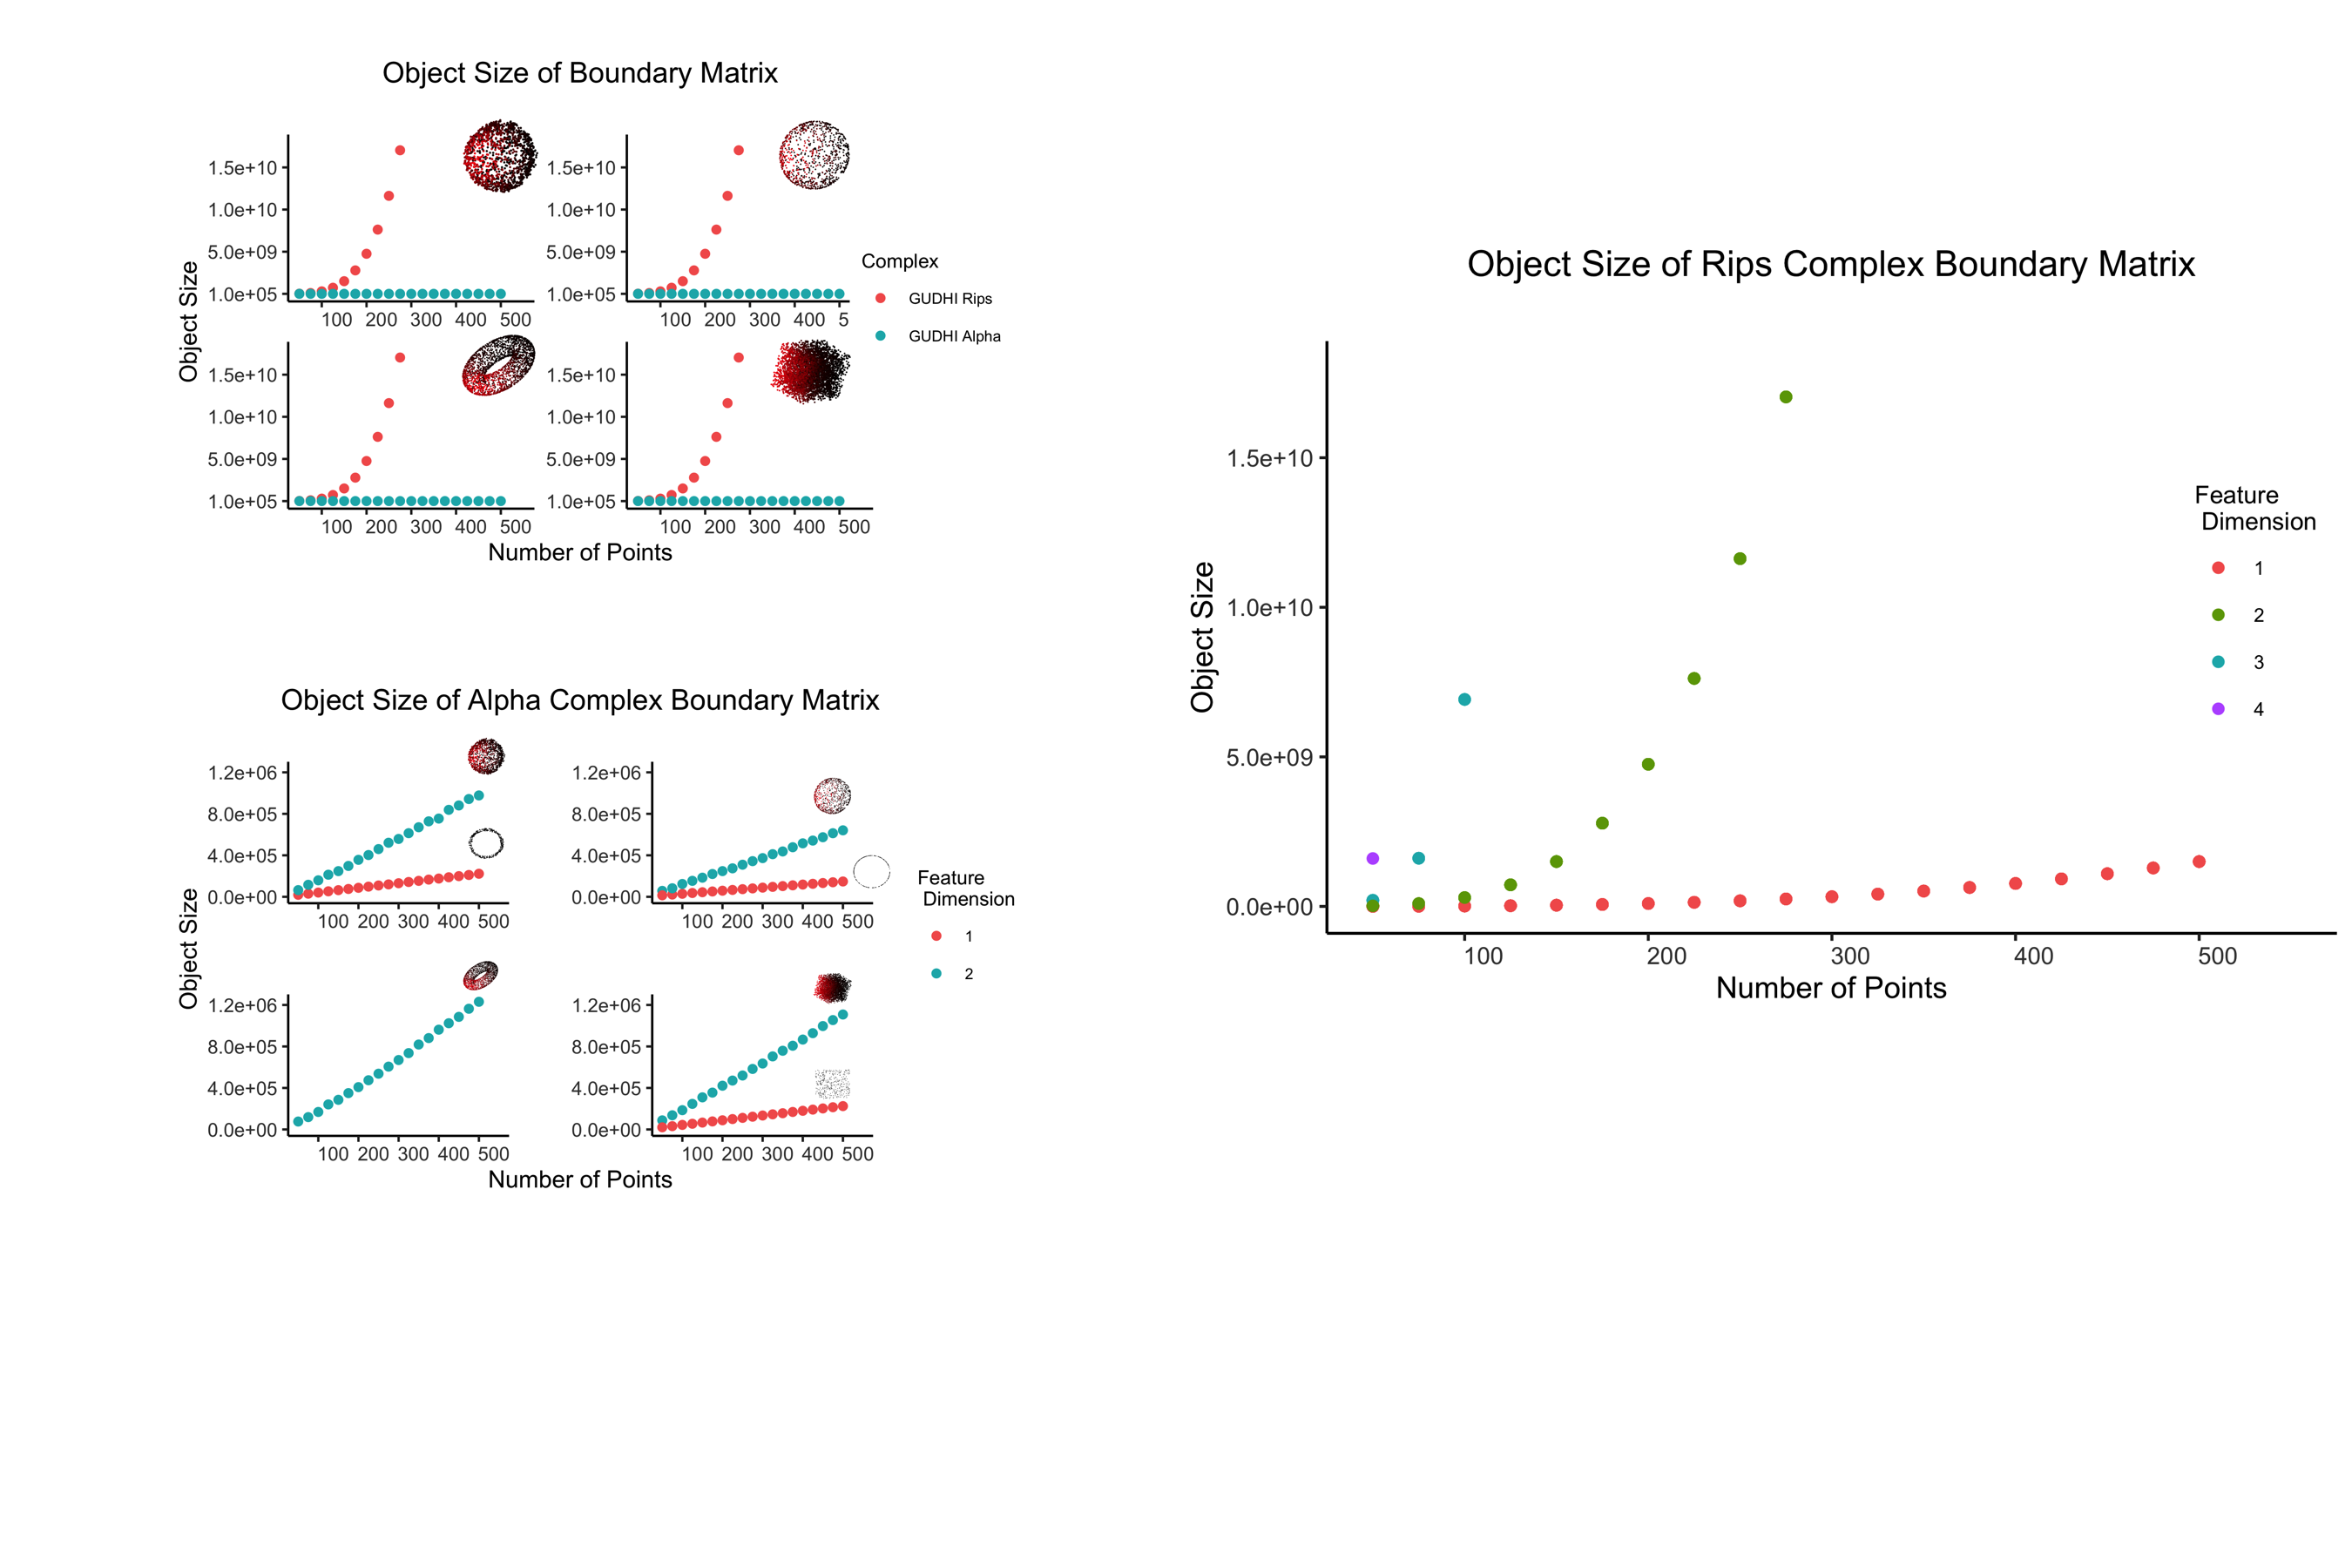 Object Size of Boundary Matrix
Object Size
1.5e+10
1.0e+10
5.0e+09
1.0e+05
100 200 300 400 500
1.5e+10
1.0e+10
5.0e+09
1.0e+05
100 200 300 400 5
1.5e+10
1.0e+10
5.0e+09
1.0e+05
100 200 300 400 500
1.5e+10
1.0e+10
5.0e+09
1.0e+05
100 200 300 400 500
Number of Points
Complex
GUDHI Rips
GUDHI Alpha
Object Size of Alpha Complex Boundary Matrix
Object Size
1.2e+06
8.0e+05
4.0e+05
0.0e+00
100 200 300 400 500
1.2e+06
8.0e+05
4.0e+05
0.0e+00
100 200 300 400 500
Object Size
1.2e+06
8.0e+05
4.0e+05
0.0e+00
100 200 300 400 500
1.2e+06
8.0e+05
4.0e+05
0.0e+00
100 200 300 400 500
Number of Points
Feature
Dimension
1
2
Object Size of Rips Complex Boundary Matrix
Object Size
1.5e+10
1.0e+10
5.0e+09
0.0e+00
100 200 300 400 500
Number of Points
Feature
Dimension
1
2
3
4